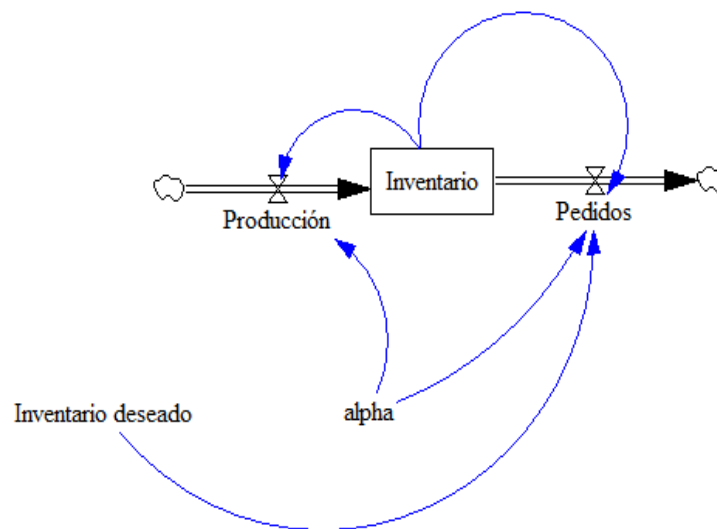 Inventario
Producción
Pedidos
Inventario deseado
alpha